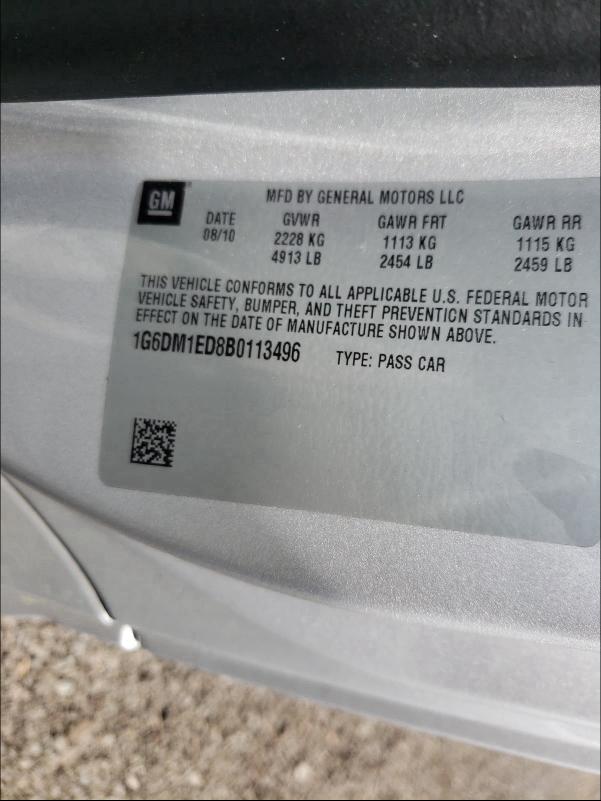 GM
MFD BY GENERAL MOTORS LLC
DATE GVWR GAWR FRT GAWR RR
08/10 2228 KG 1113 KG 1115 KG
4913 LB 2454 LB 2459 LB
THIS VEHICLE CONFORMS TO ALL APPLICABLE U.S. FEDERAL MOTOR
VEHICLE SAFETY, BUMPER, AND THEFT PREVENTION STANDARDS IN
EFFECT ON THE DATE OF MANUFACTURE SHOWN ABOVE.
1G6DM1ED8B0113496 TYPE: PASS CAR